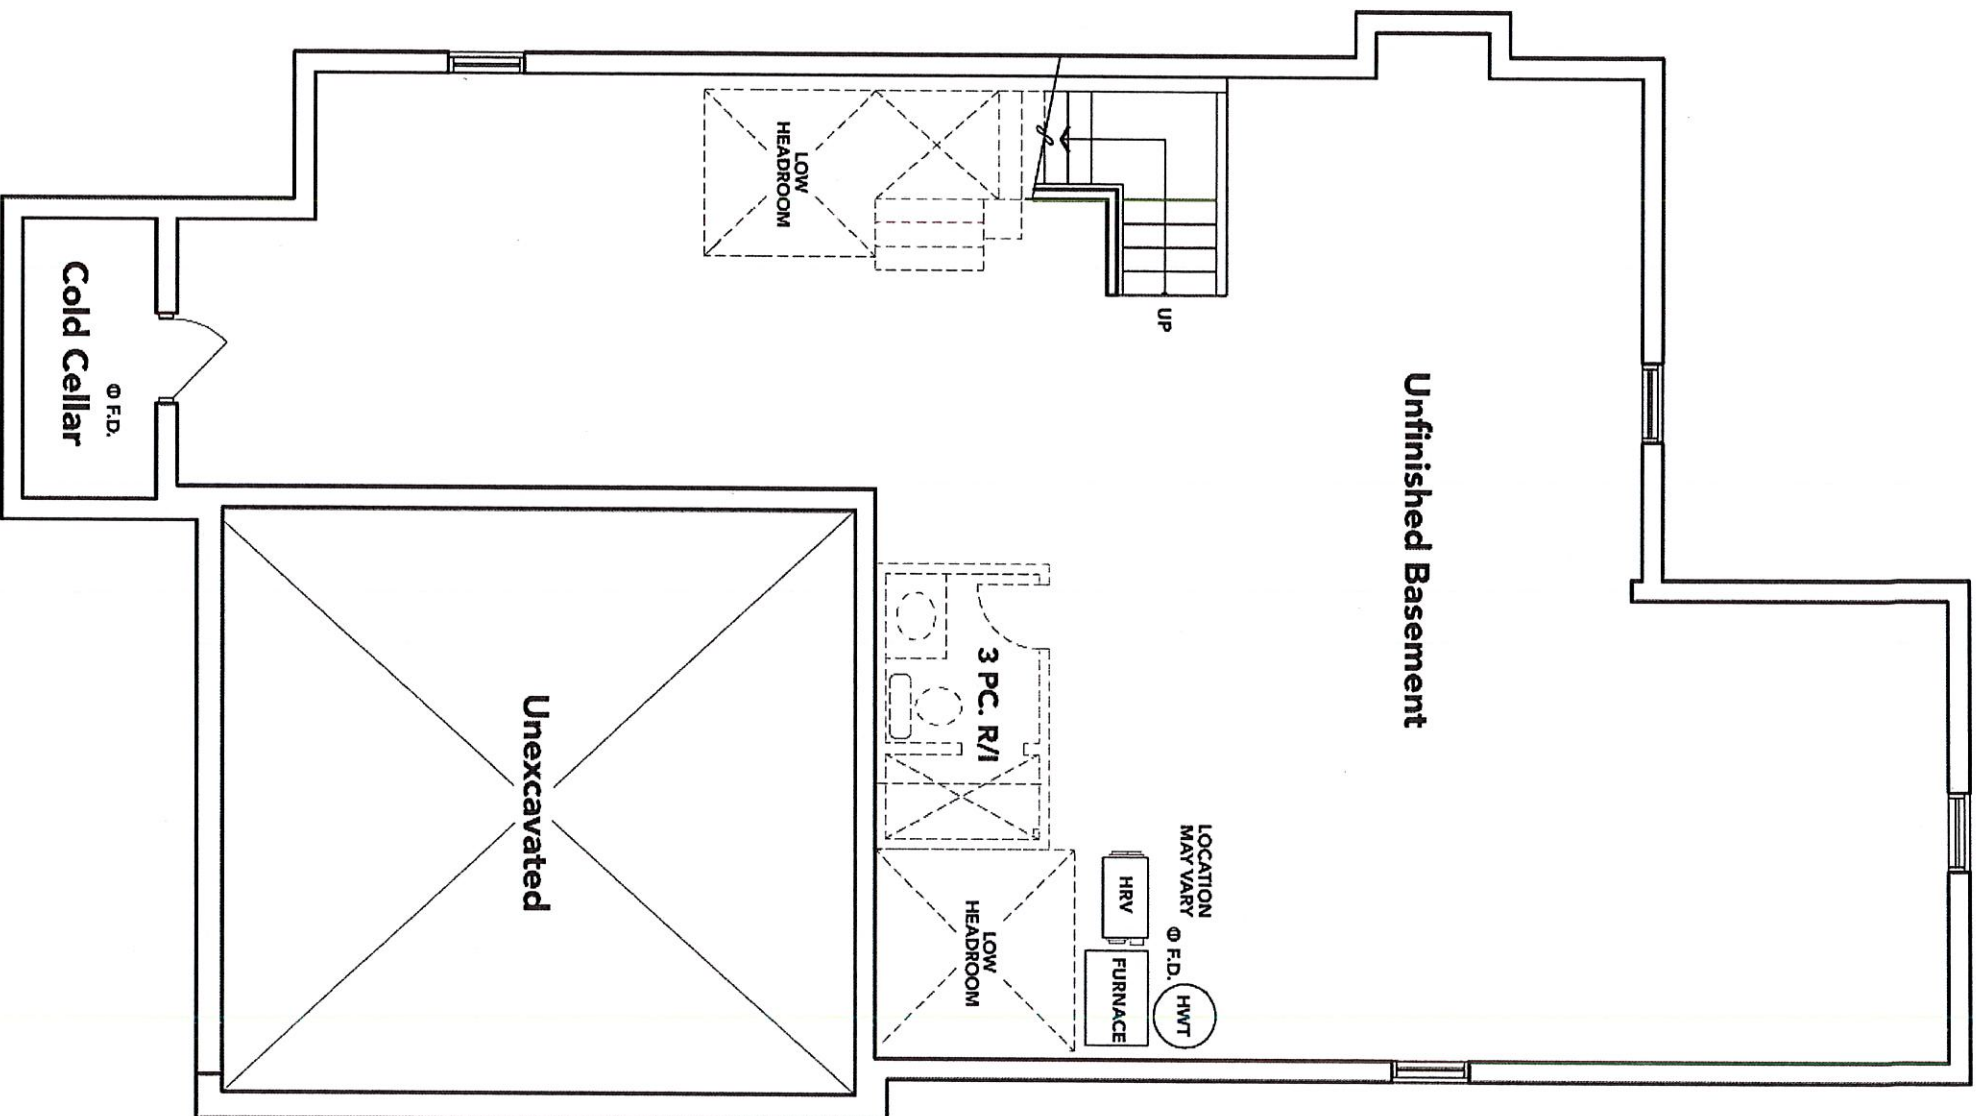 Unfinished Basement
LOCATION
MAY VARY
F.D.
HWT
UP
HRV
FURNACE
3 PC. R/I
LOW
HEADROOM
LOW
HEADROOM
Unexcavated
F.D.
Cold Cellar